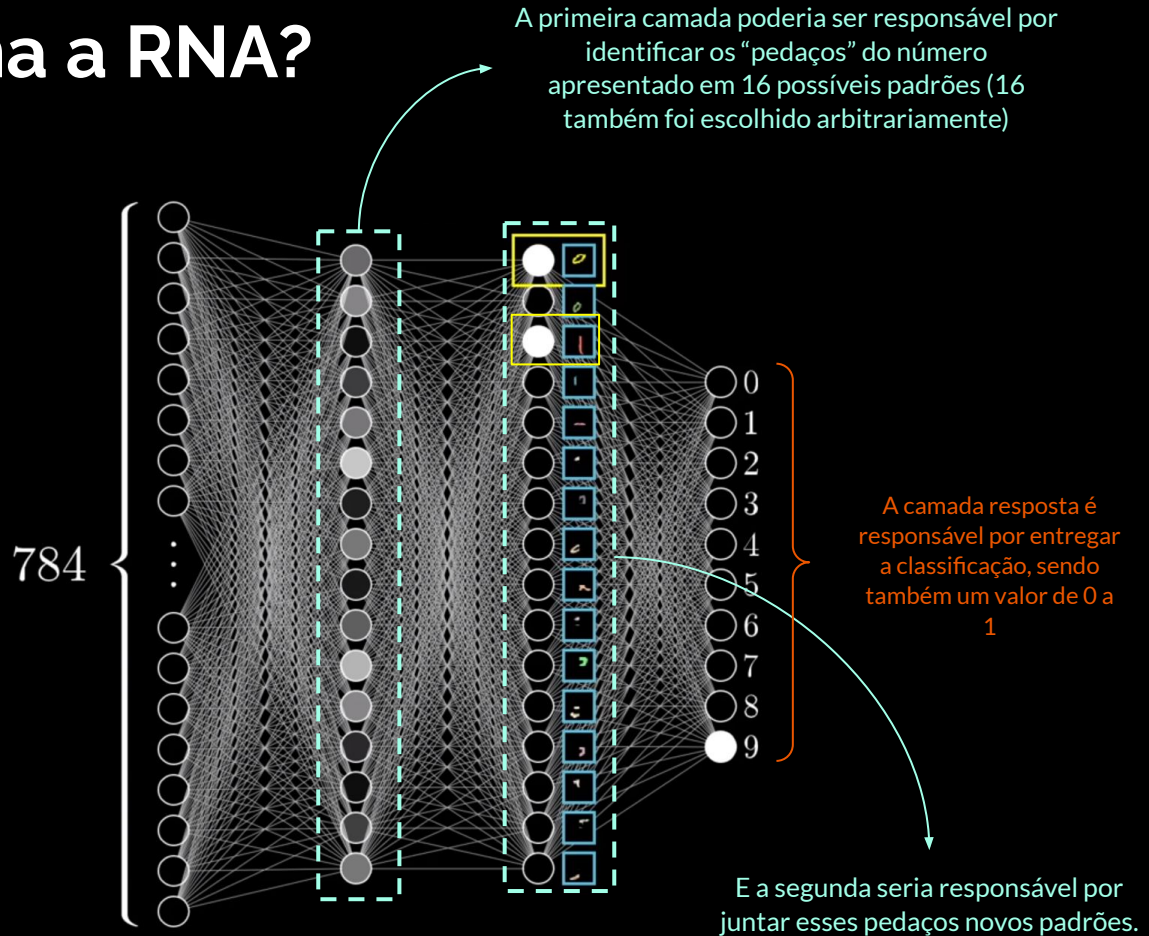 na a RNA?
A primeira camada poderia ser responsável por
identificar os “pedaços” do número
apresentado em 16 possíveis padrões (16
também foi escolhido arbitrariamente)
784
0
1
2
3
4
5
6
7
8
9
A camada resposta é
responsável por entregar
a classificação, sendo
também um valor de 0 a
1
E a segunda seria responsável por
juntar esses pedaços novos padrões.